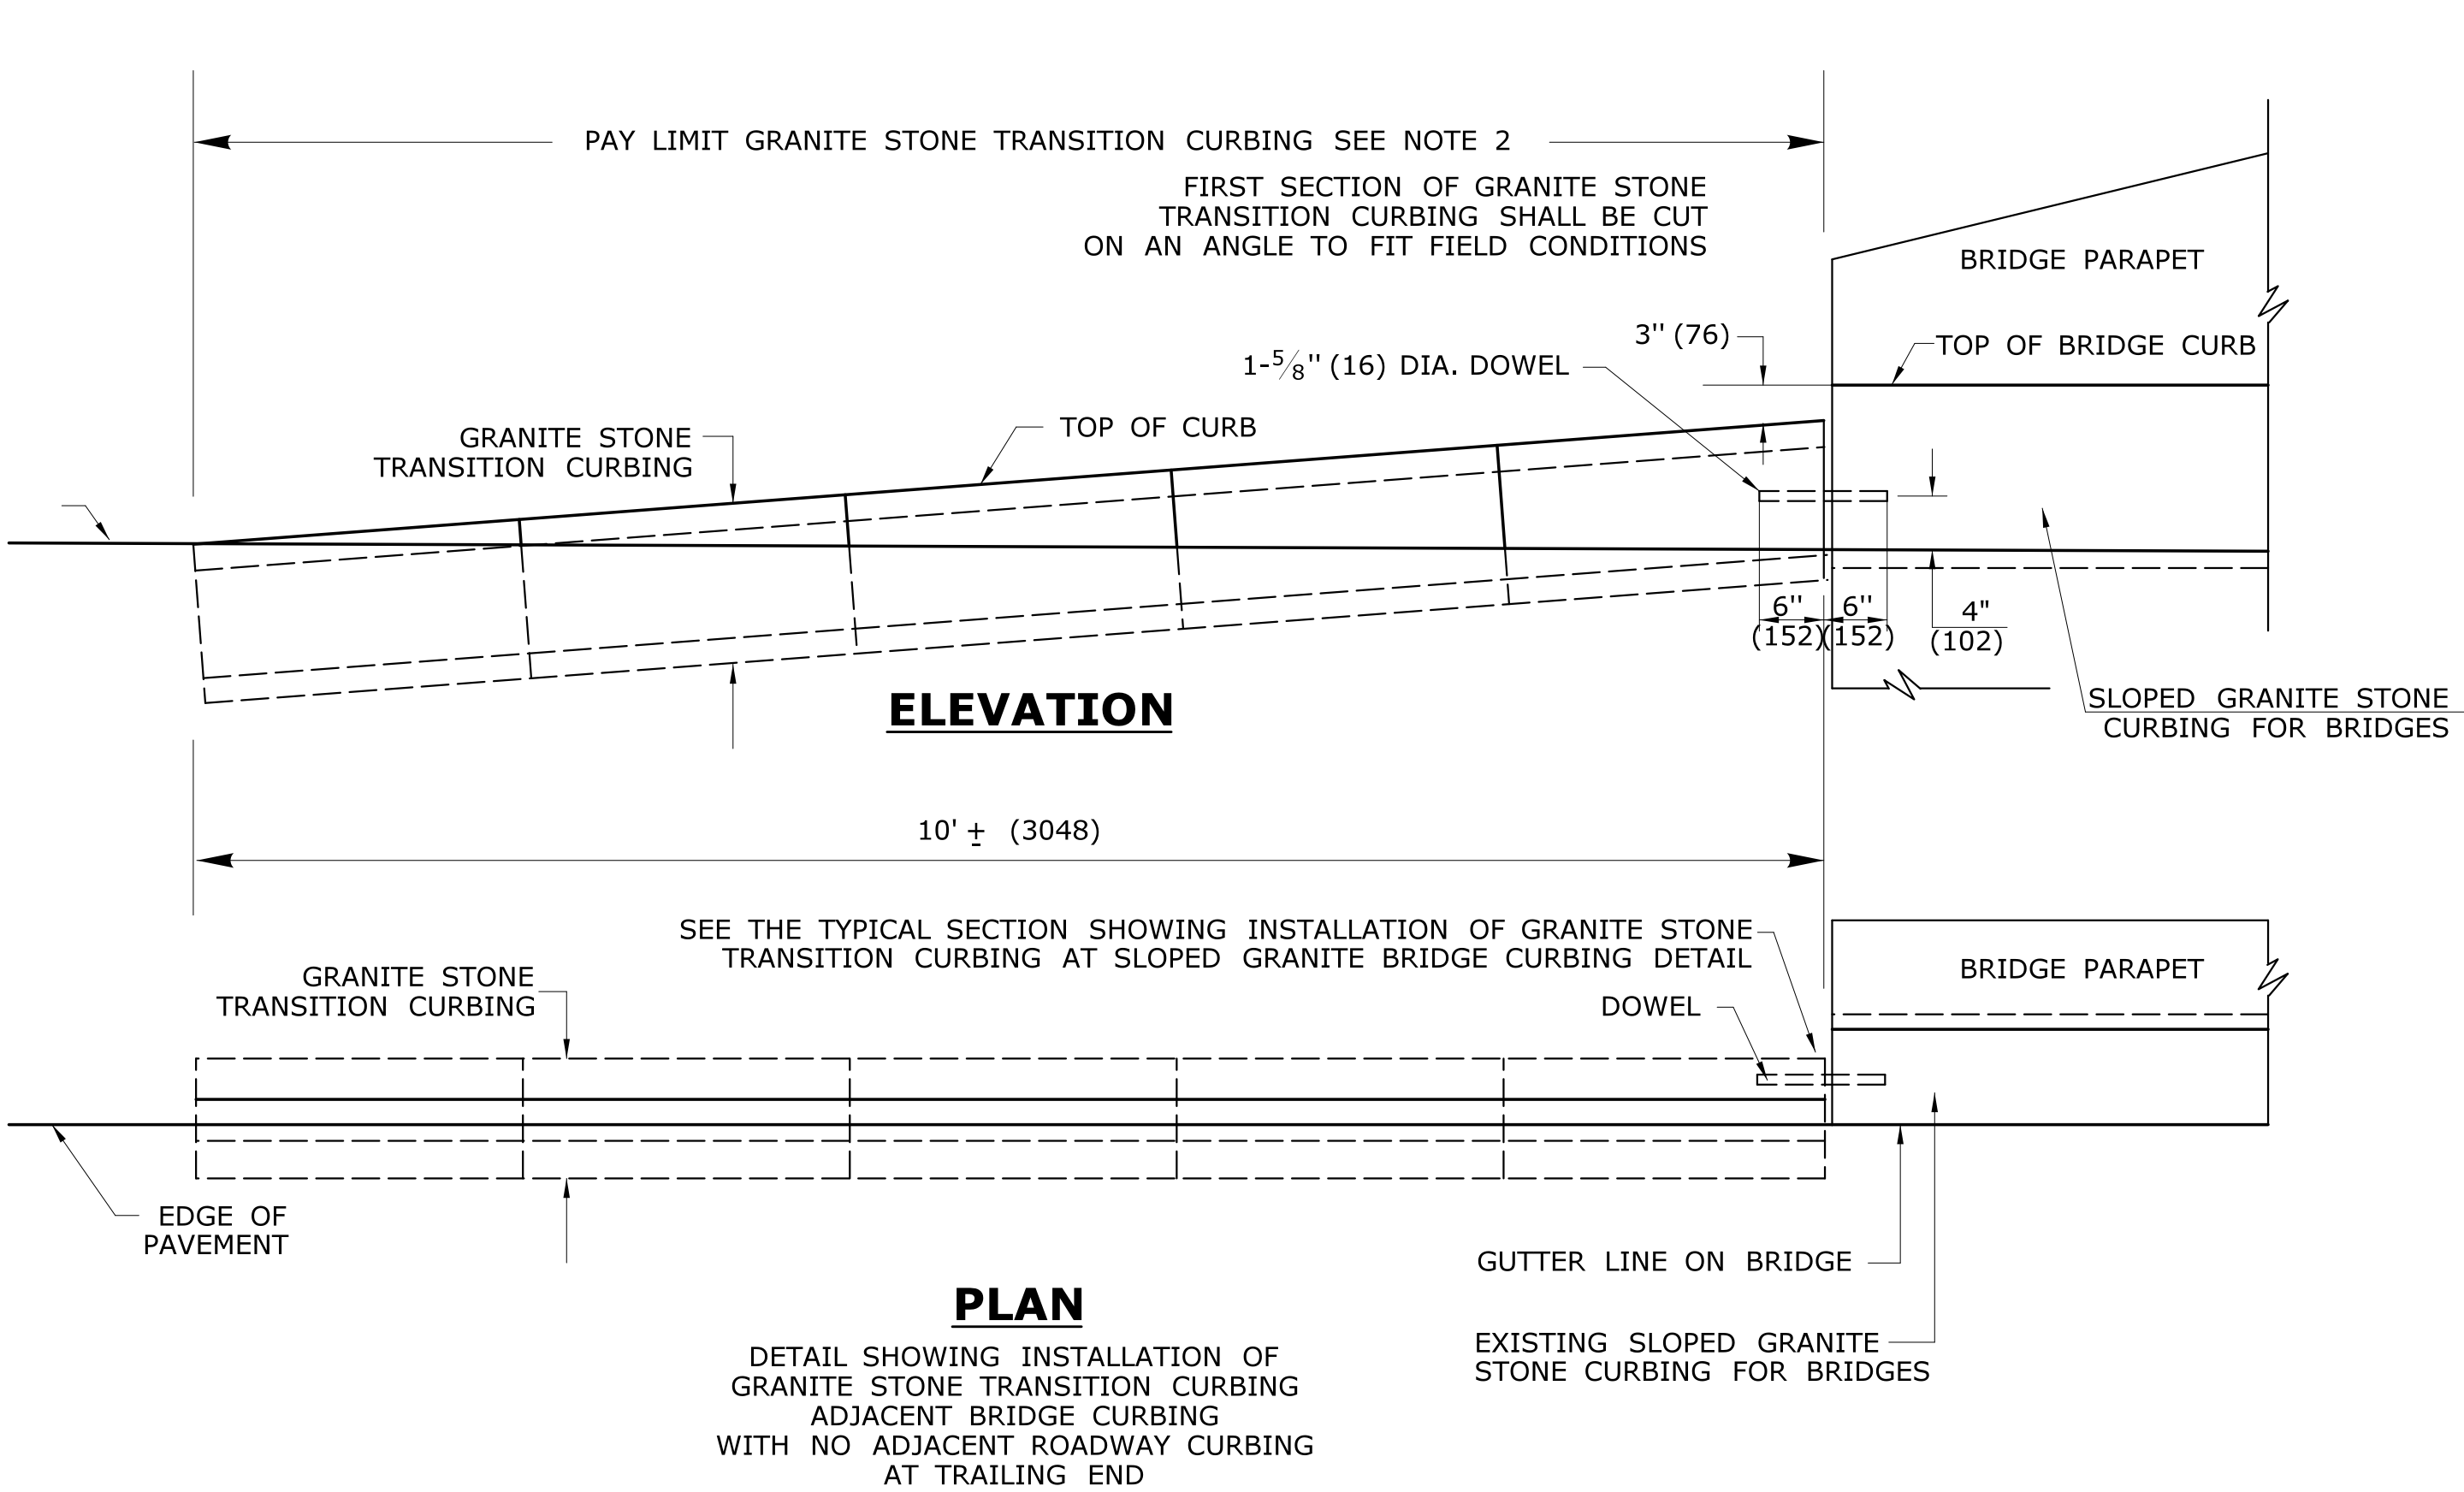 PAY LIMIT GRANITE STONE TRANSITION CURBING SEE NOTE 2
FIRST SECTION OF GRANITE STONE
TRANSITION CURBING SHALL BE CUT
ON AN ANGLE TO FIT FIELD CONDITIONS
BRIDGE PARAPET
3'' (76)
TOP OF BRIDGE CURB
1-5/8'' (16) DIA. DOWEL
TOP OF CURB
GRANITE STONE
TRANSITION CURBING
6'' 6''
(152) (152)
4"
(102)
ELEVATION
SLOPED GRANITE STONE
CURBING FOR BRIDGES
10' ± (3048)
SEE THE TYPICAL SECTION SHOWING INSTALLATION OF GRANITE STONE
TRANSITION CURBING AT SLOPED GRANITE BRIDGE CURBING DETAIL
BRIDGE PARAPET
GRANITE STONE
TRANSITION CURBING
DOWEL
EDGE OF
PAVEMENT
GUTTER LINE ON BRIDGE
PLAN
EXISTING SLOPED GRANITE
STONE CURBING FOR BRIDGES
DETAIL SHOWING INSTALLATION OF
GRANITE STONE TRANSITION CURBING
ADJACENT BRIDGE CURBING
WITH NO ADJACENT ROADWAY CURBING
AT TRAILING END